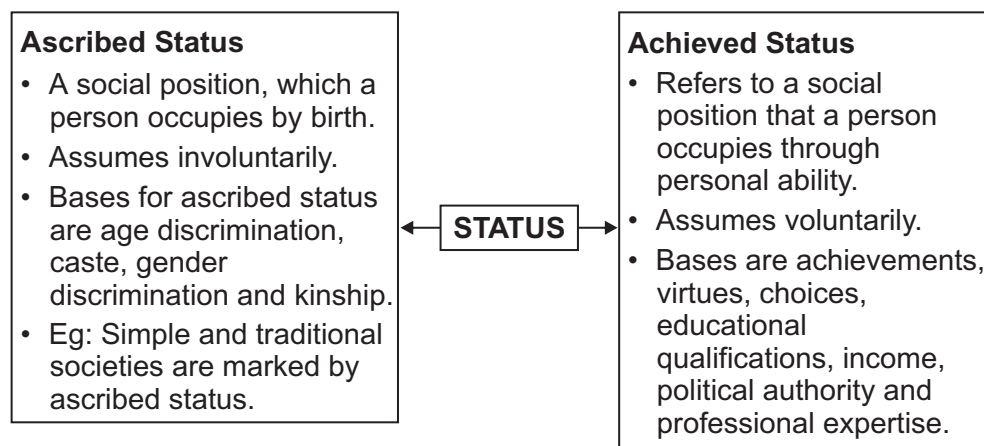 Ascribed Status
• A social position, which a
person occupies by birth.
• Assumes involuntarily.
• Bases for ascribed status
are age discrimination,
caste, gender
discrimination and kinship.
• Eg: Simple and traditional
societies are marked by
ascribed status.
STATUS
Achieved Status
• Refers to a social
position that a person
occupies through
personal ability.
• Assumes voluntarily.
• Bases are achievements,
virtues, choices,
educational
qualifications, income,
political authority and
professional expertise.